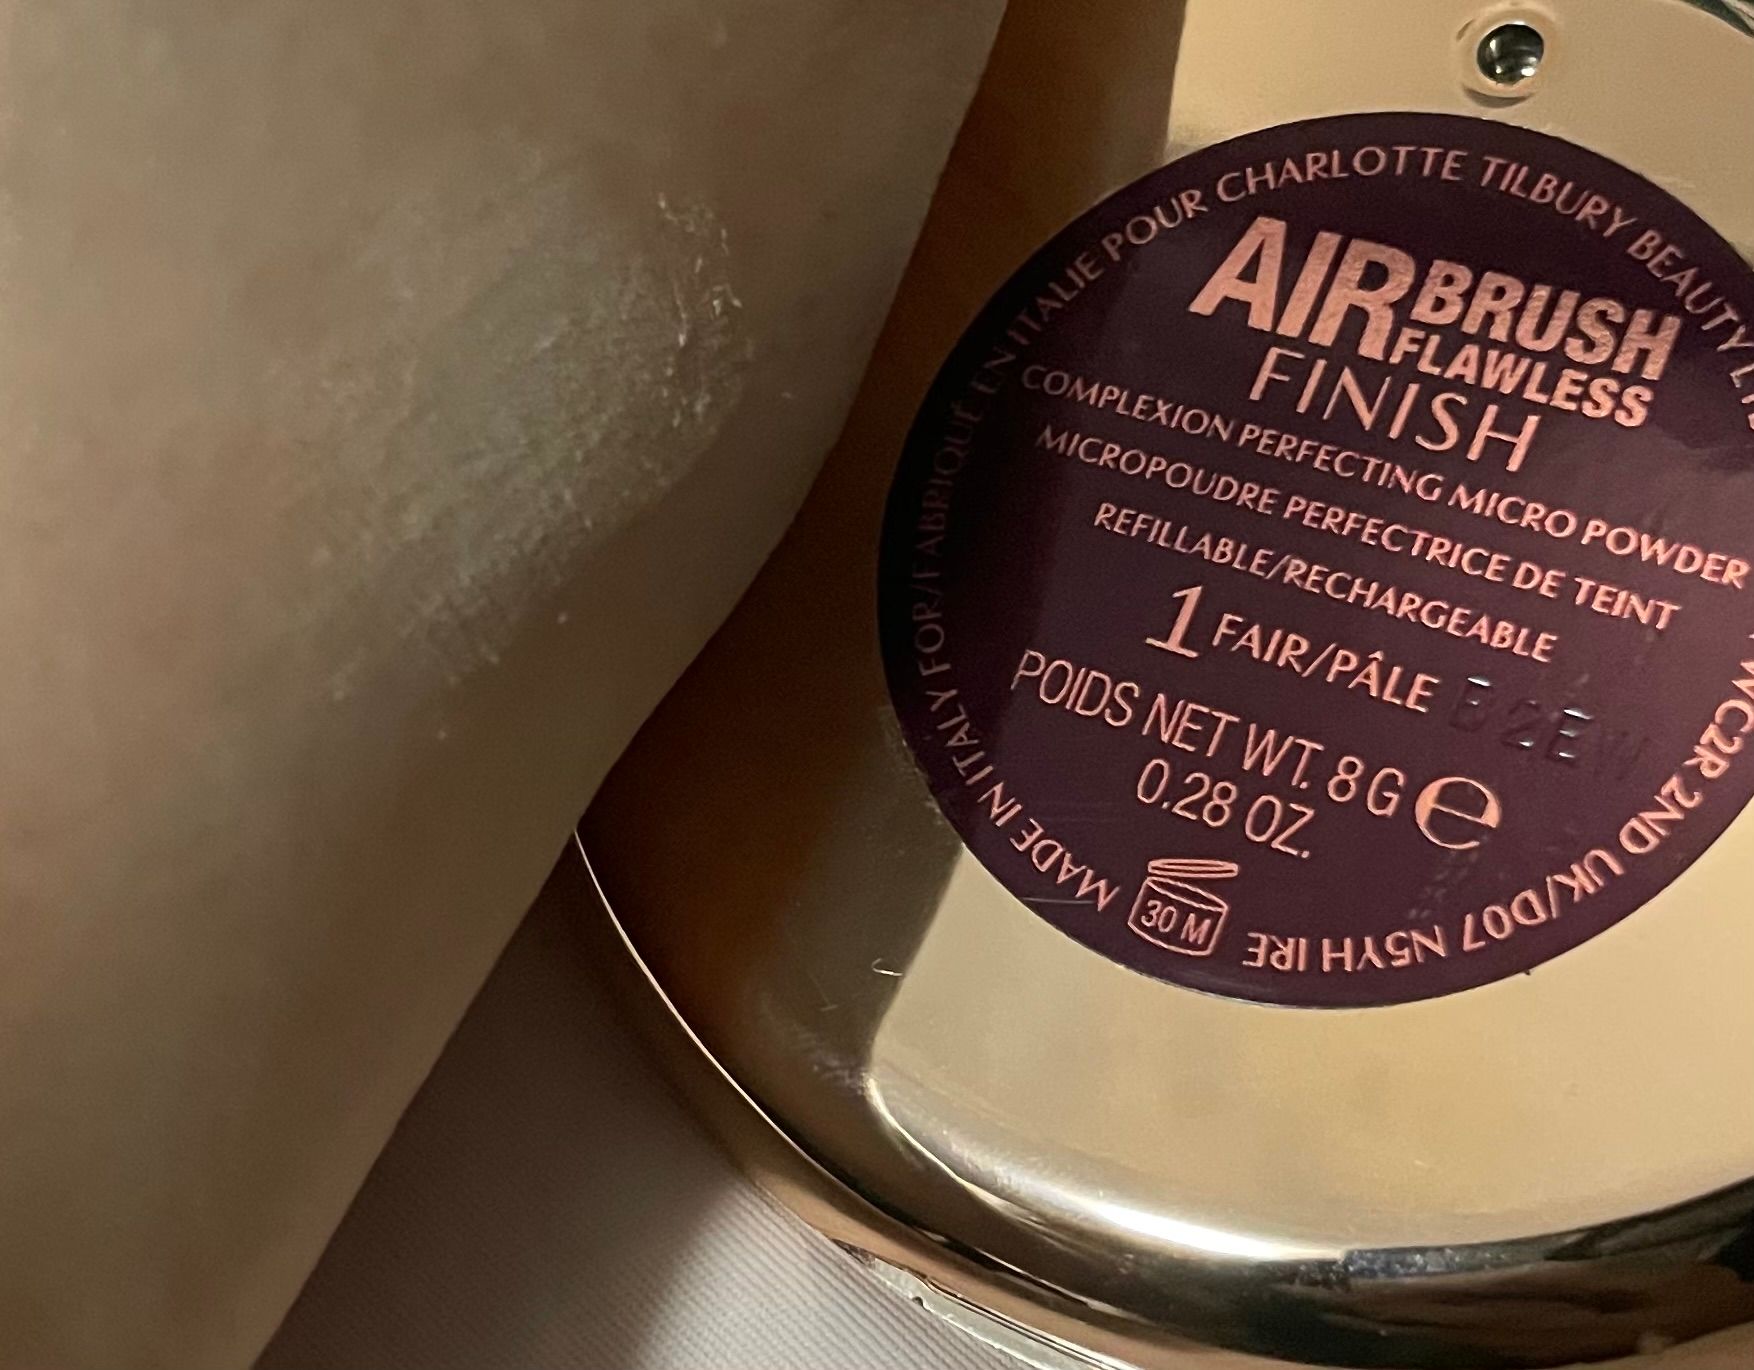 AIRBRUSH
FLAWLESS
FINISH
COMPLEXION PERFECTING MICRO POWDER
MICROPOUDRE PERFECTRICE DE TEINT
REFILLABLE/RECHARGEABLE
1 FAIR/PÂLE
POIDS NET WT. 8 G e
0.28 OZ.
30 M
MADE IN ITALY FOR/FABRIQUÉ EN ITALIE POUR CHARLOTTE TILBURY BEAUTY
WC2R 2ND UK/D07 N5YH IRE